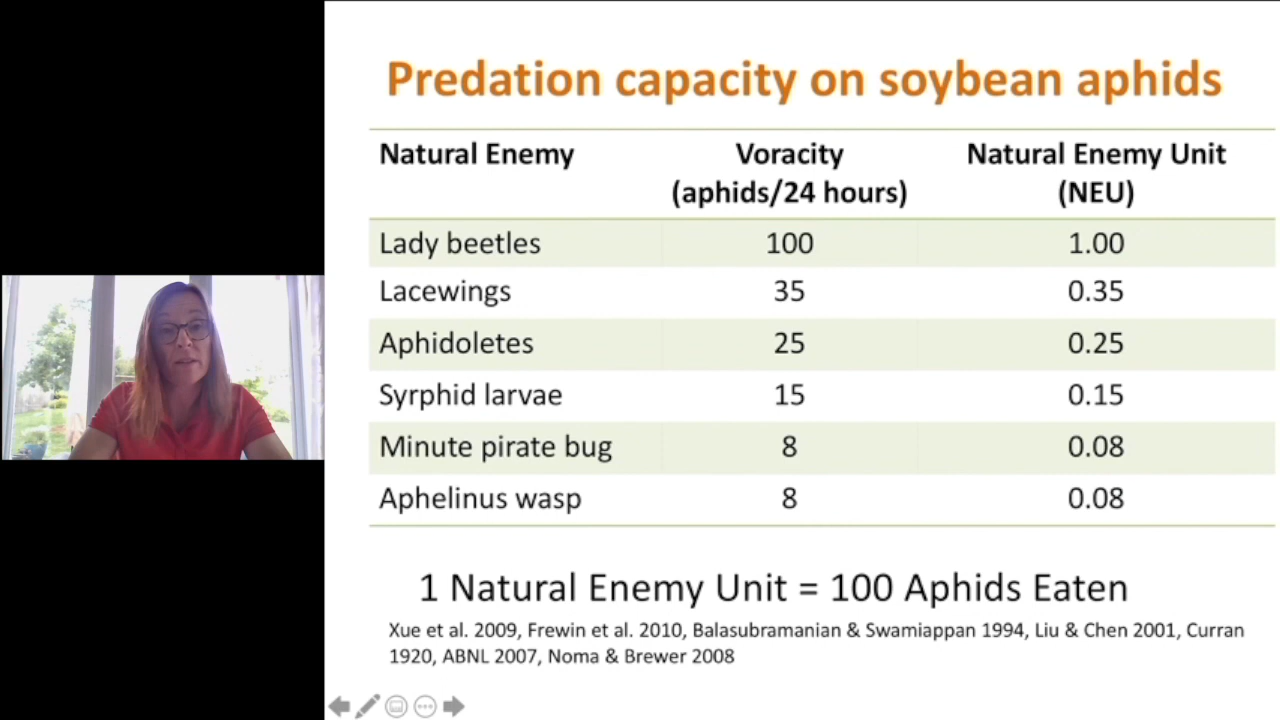 Predation capacity on soybean aphids
Natural Enemy Voracity Natural Enemy Unit
(aphids/24 hours) (NEU)
Lady beetles 100 1.00
Lacewings 35 0.35
Aphidoletes 25 0.25
Syrphid larvae 15 0.15
Minute pirate bug 8 0.08
Aphelinus wasp 8 0.08
1 Natural Enemy Unit = 100 Aphids Eaten
Xue et al. 2009, Frewin et al. 2010, Balasubramanian & Swamiappan 1994, Liu & Chen 2001, Curran
1920, ABNL 2007, Noma & Brewer 2008